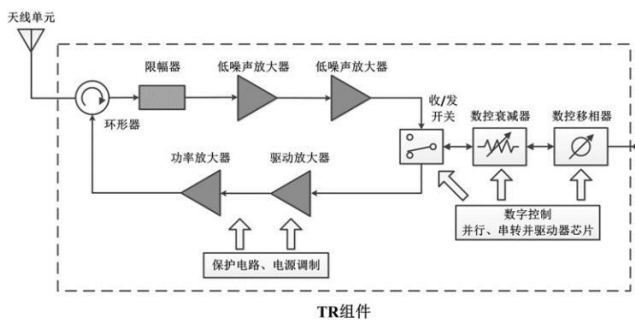 天线单元
限幅器
低噪声放大器
低噪声放大器
收/发
开关
数控衰减器
数控移相器
环形器
功率放大器
驱动放大器
数字控制
并行、串转并驱动器芯片
保护电路、电源调制
TR组件